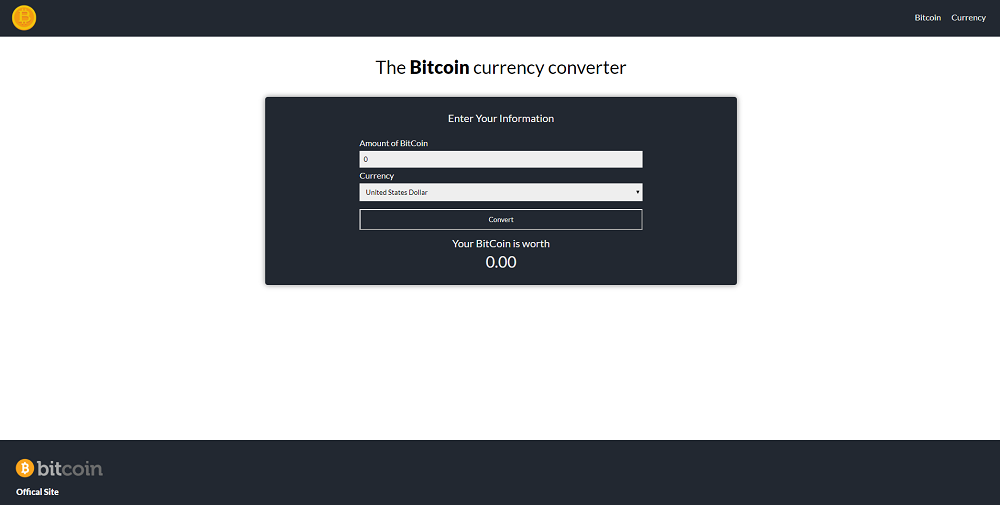 Bitcoin Currency
The Bitcoin currency converter
Enter Your Information
Amount of BitCoin
0
Currency
United States Dollar
Convert
Your BitCoin is worth
0.00
bitcoin
Offical Site